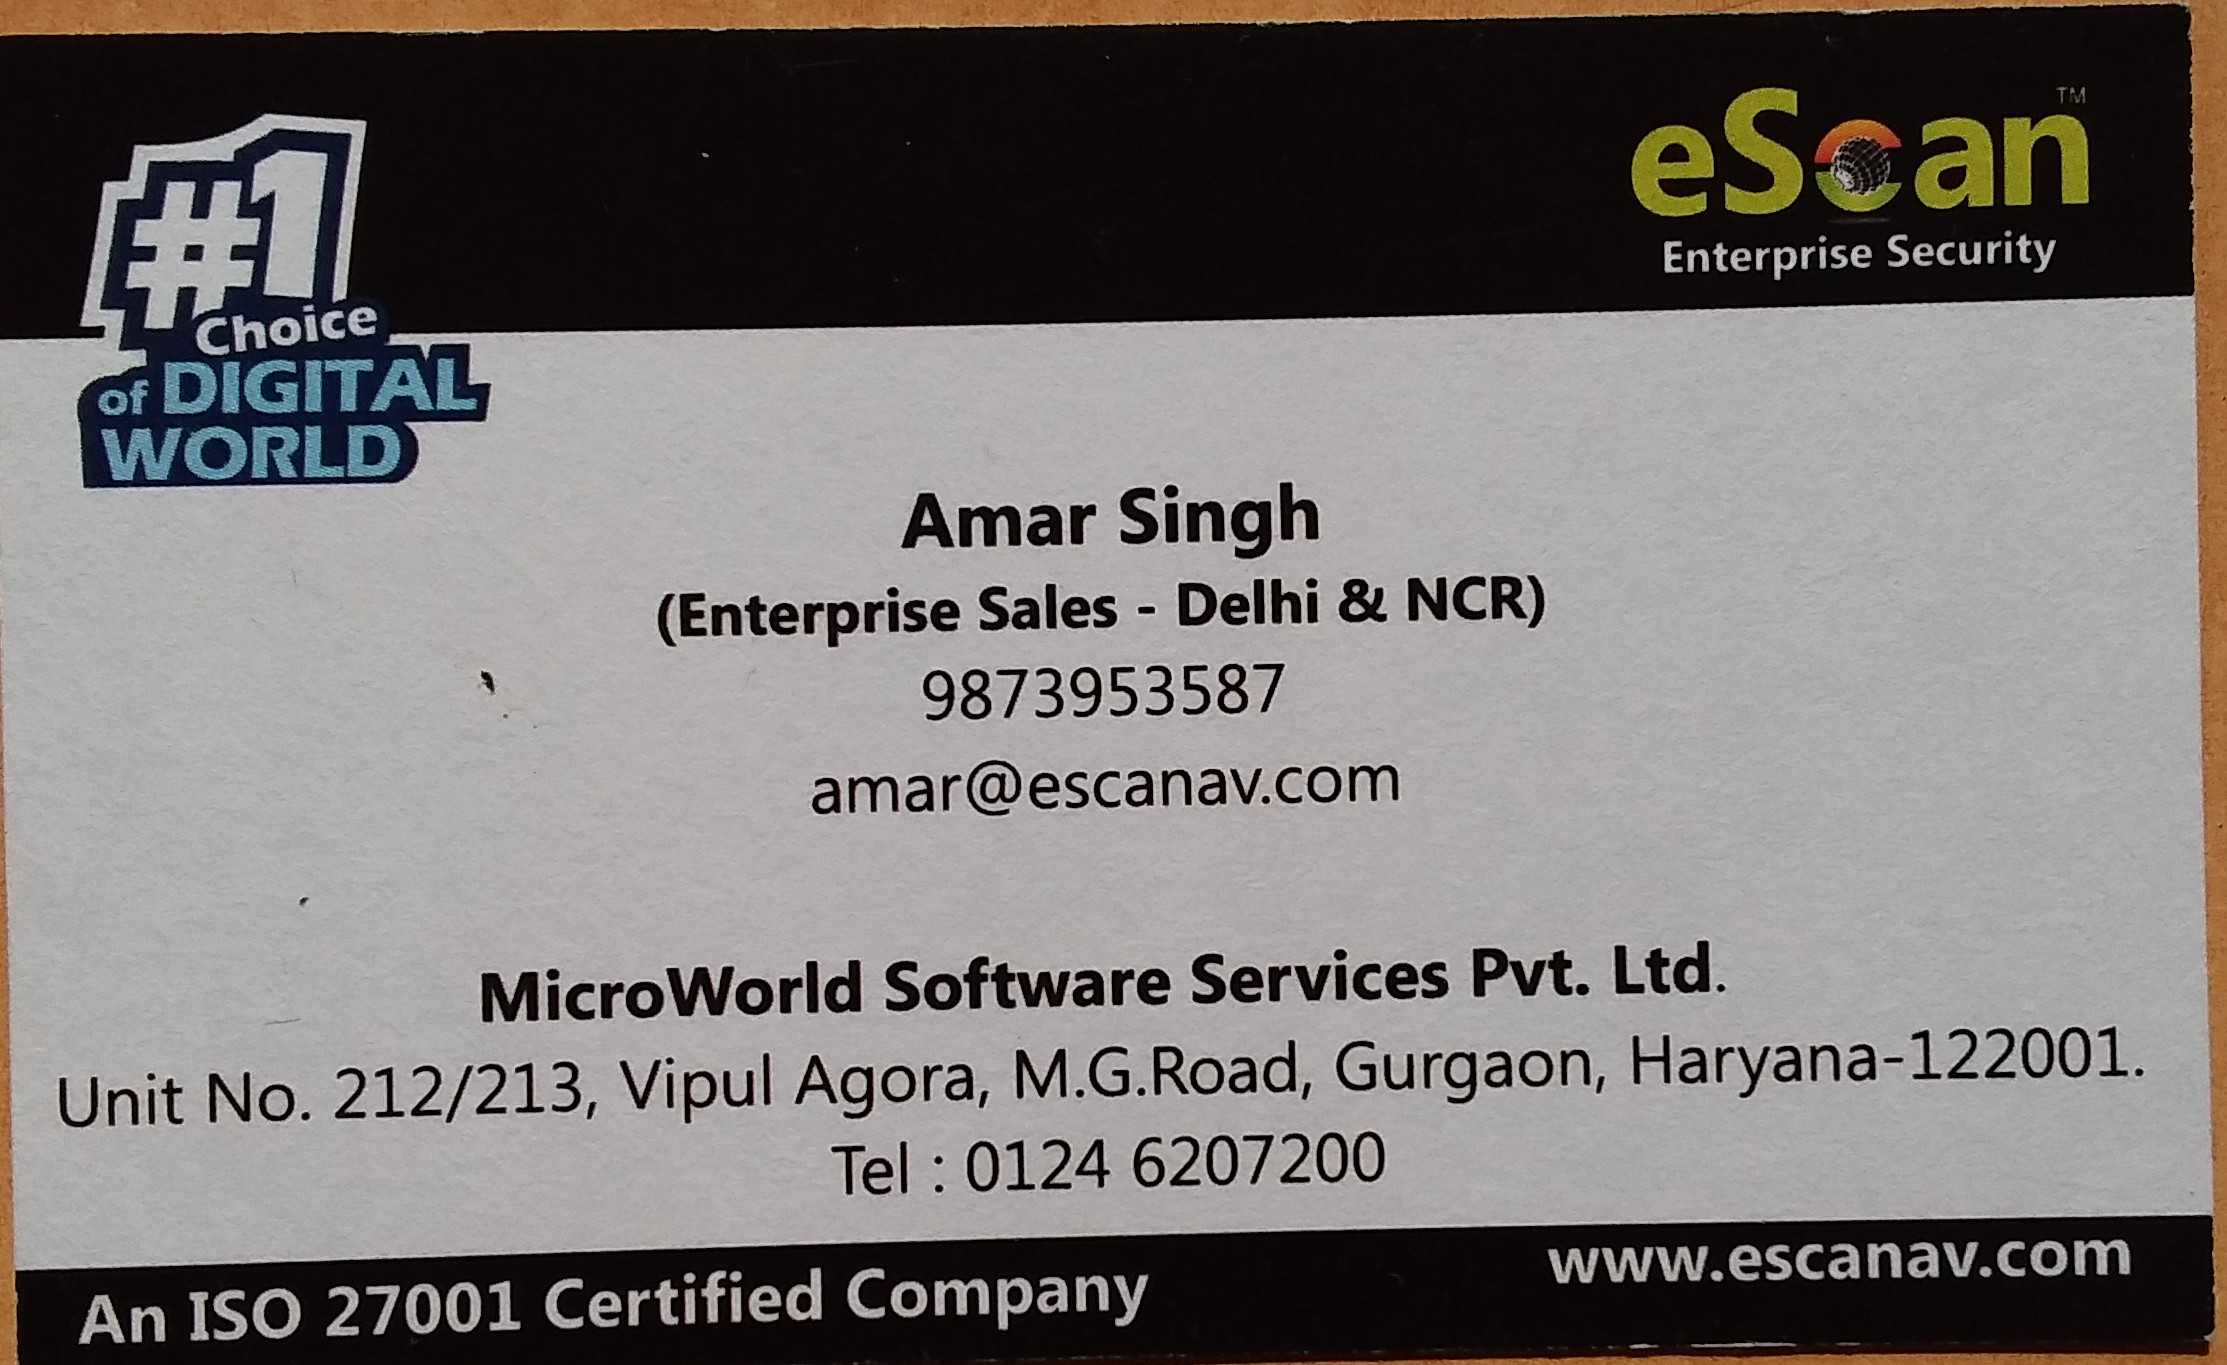 #1
Choice
of DIGITAL
WORLD
eScan™
Enterprise Security
Amar Singh
(Enterprise Sales - Delhi & NCR)
9873953587
amar@escanav.com
MicroWorld Software Services Pvt. Ltd.
Unit No. 212/213, Vipul Agora, M.G.Road, Gurgaon, Haryana-122001.
Tel : 0124 6207200
An ISO 27001 Certified Company
www.escanav.com